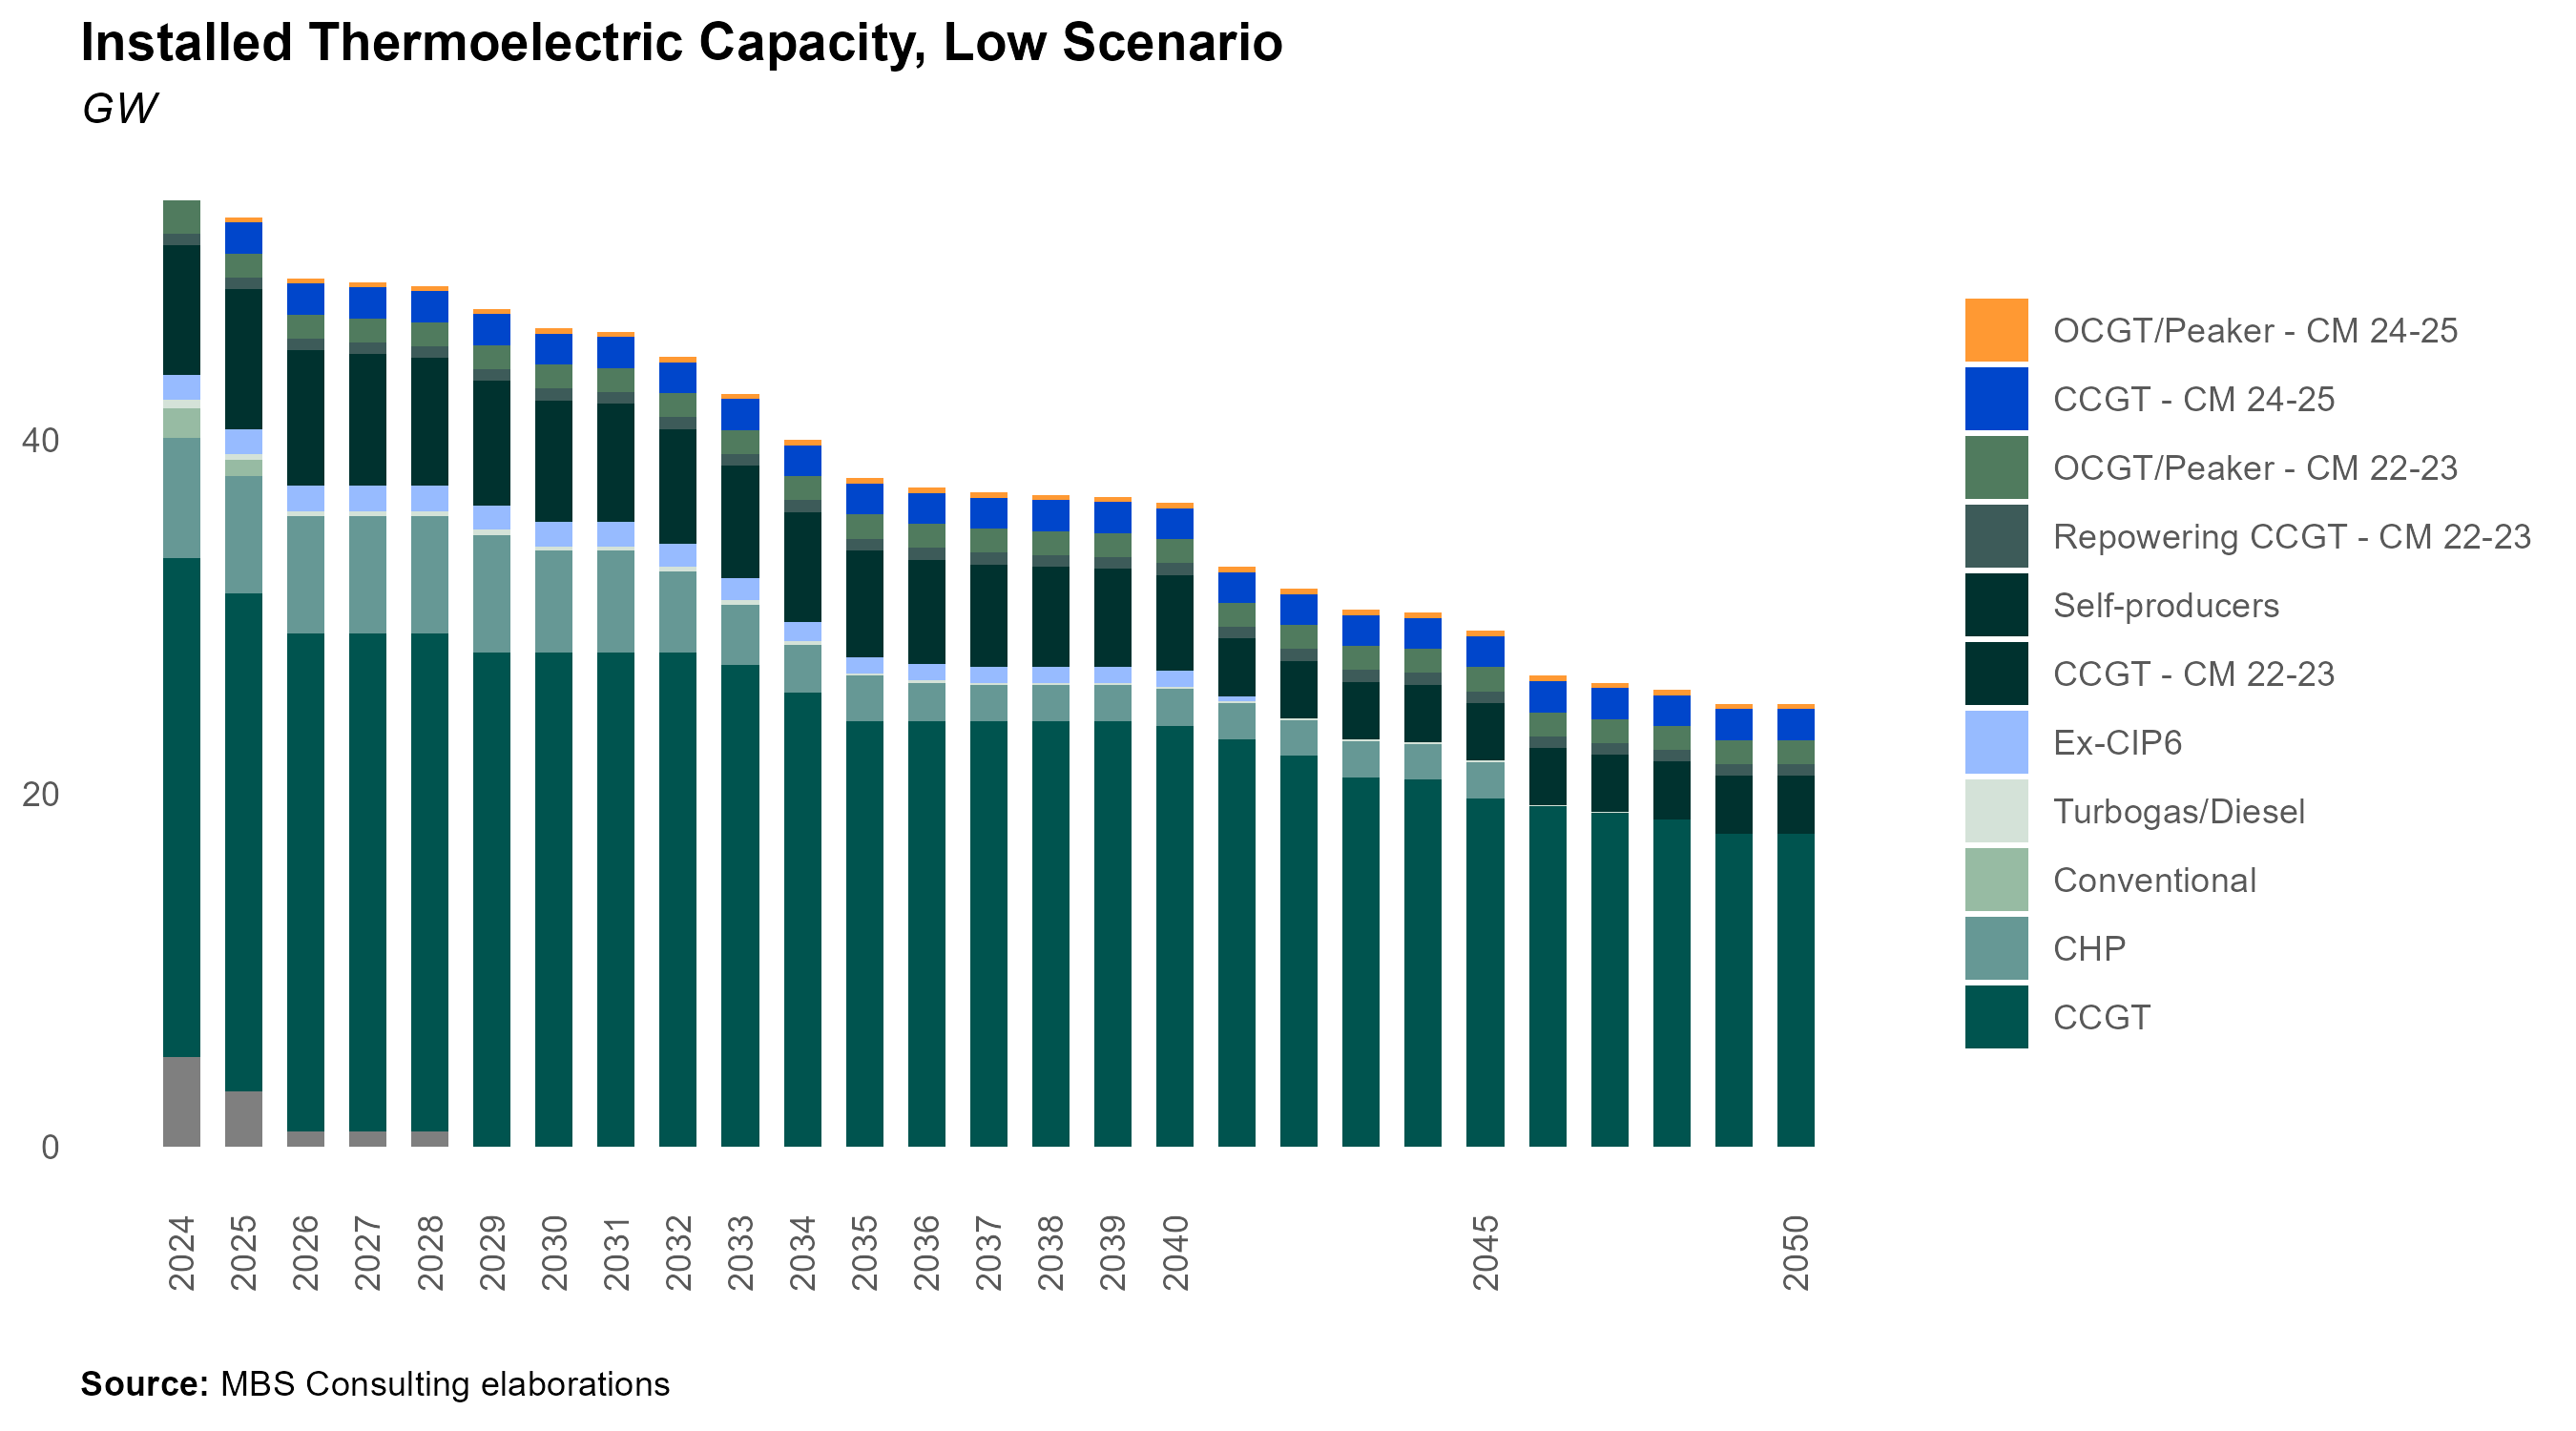 Installed Thermoelectric Capacity, Low Scenario
GW
40
20
0
2024
2025
2026
2027
2028
2029
2030
2031
2032
2033
2034
2035
2036
2037
2038
2039
2040
2045
2050
OCGT/Peaker - CM 24-25
CCGT - CM 24-25
OCGT/Peaker - CM 22-23
Repowering CCGT - CM 22-23
Self-producers
CCGT - CM 22-23
Ex-CIP6
Turbogas/Diesel
Conventional
CHP
CCGT
Source: MBS Consulting elaborations